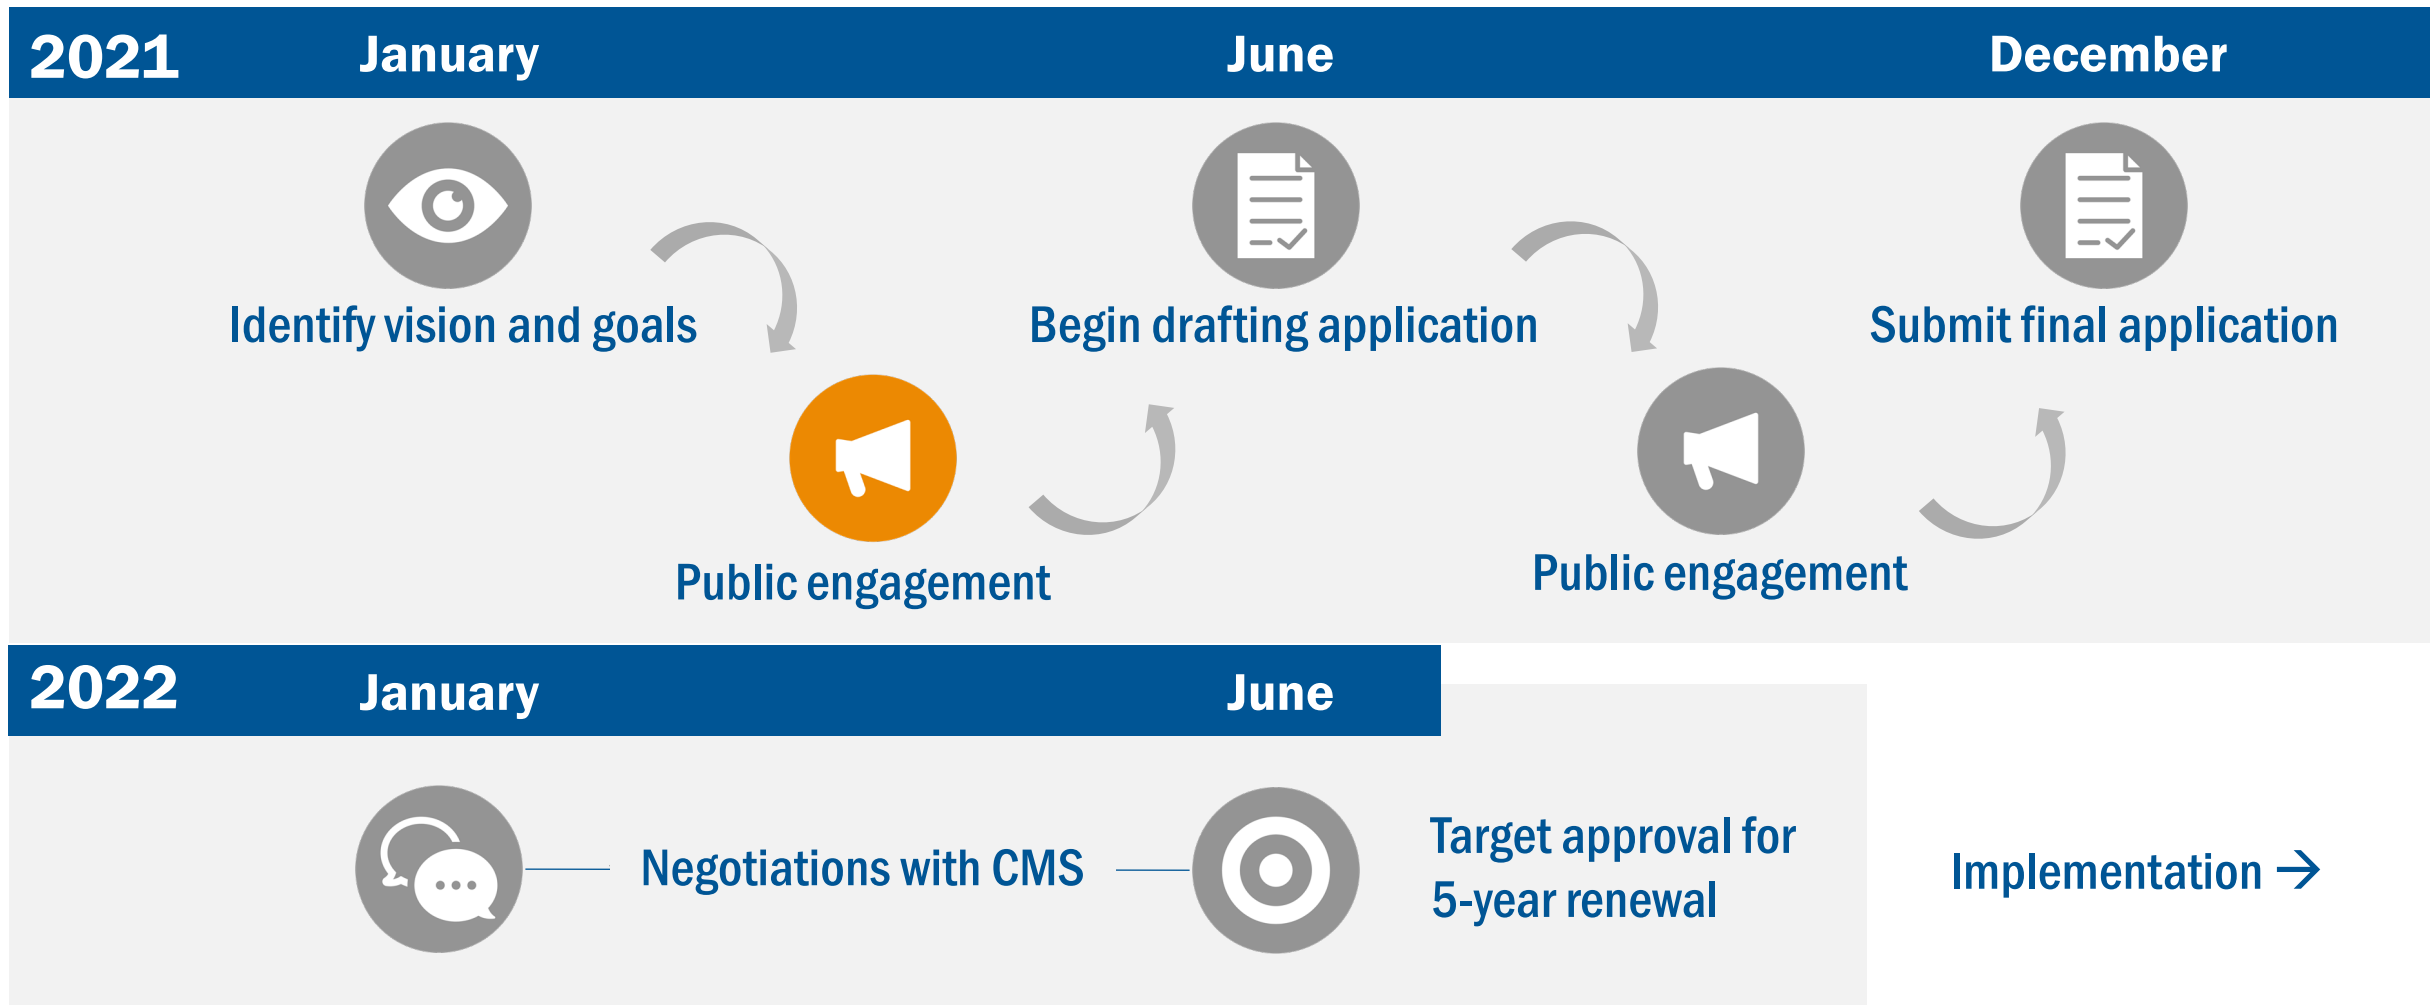 2021 January June December
Identify vision and goals Begin drafting application Submit final application
Public engagement Public engagement
2022 January June
Negotiations with CMS
Target approval for
5-year renewal
Implementation →